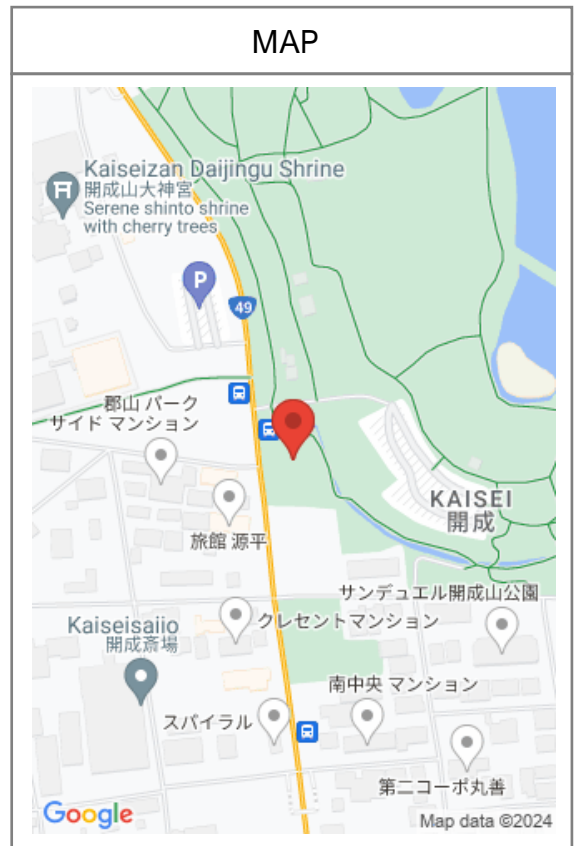 MAP
Kaiseizan Daijingu Shrine
開成山大神宮
Serene shinto shrine
with cherry trees
P
49
郡山 パーク
サイド マンション
KAISEI
開成
旅館 源平
サンデュエル開成山公園
クレセントマンション
Kaiseisaijo
開成斎場
南中央 マンション
スパイラル
第二コーポ丸善
Google
Map data ©2024